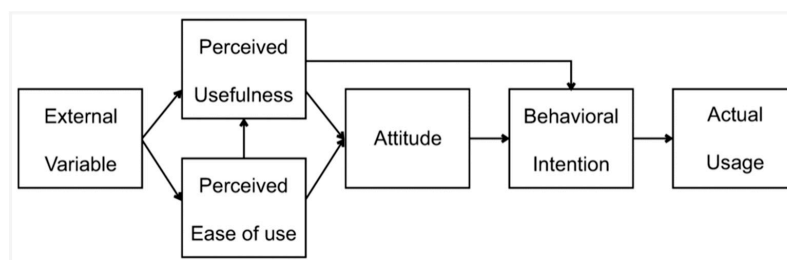 External
Variable
Perceived
Usefulness
Perceived
Ease of use
Attitude
Behavioral
Intention
Actual
Usage